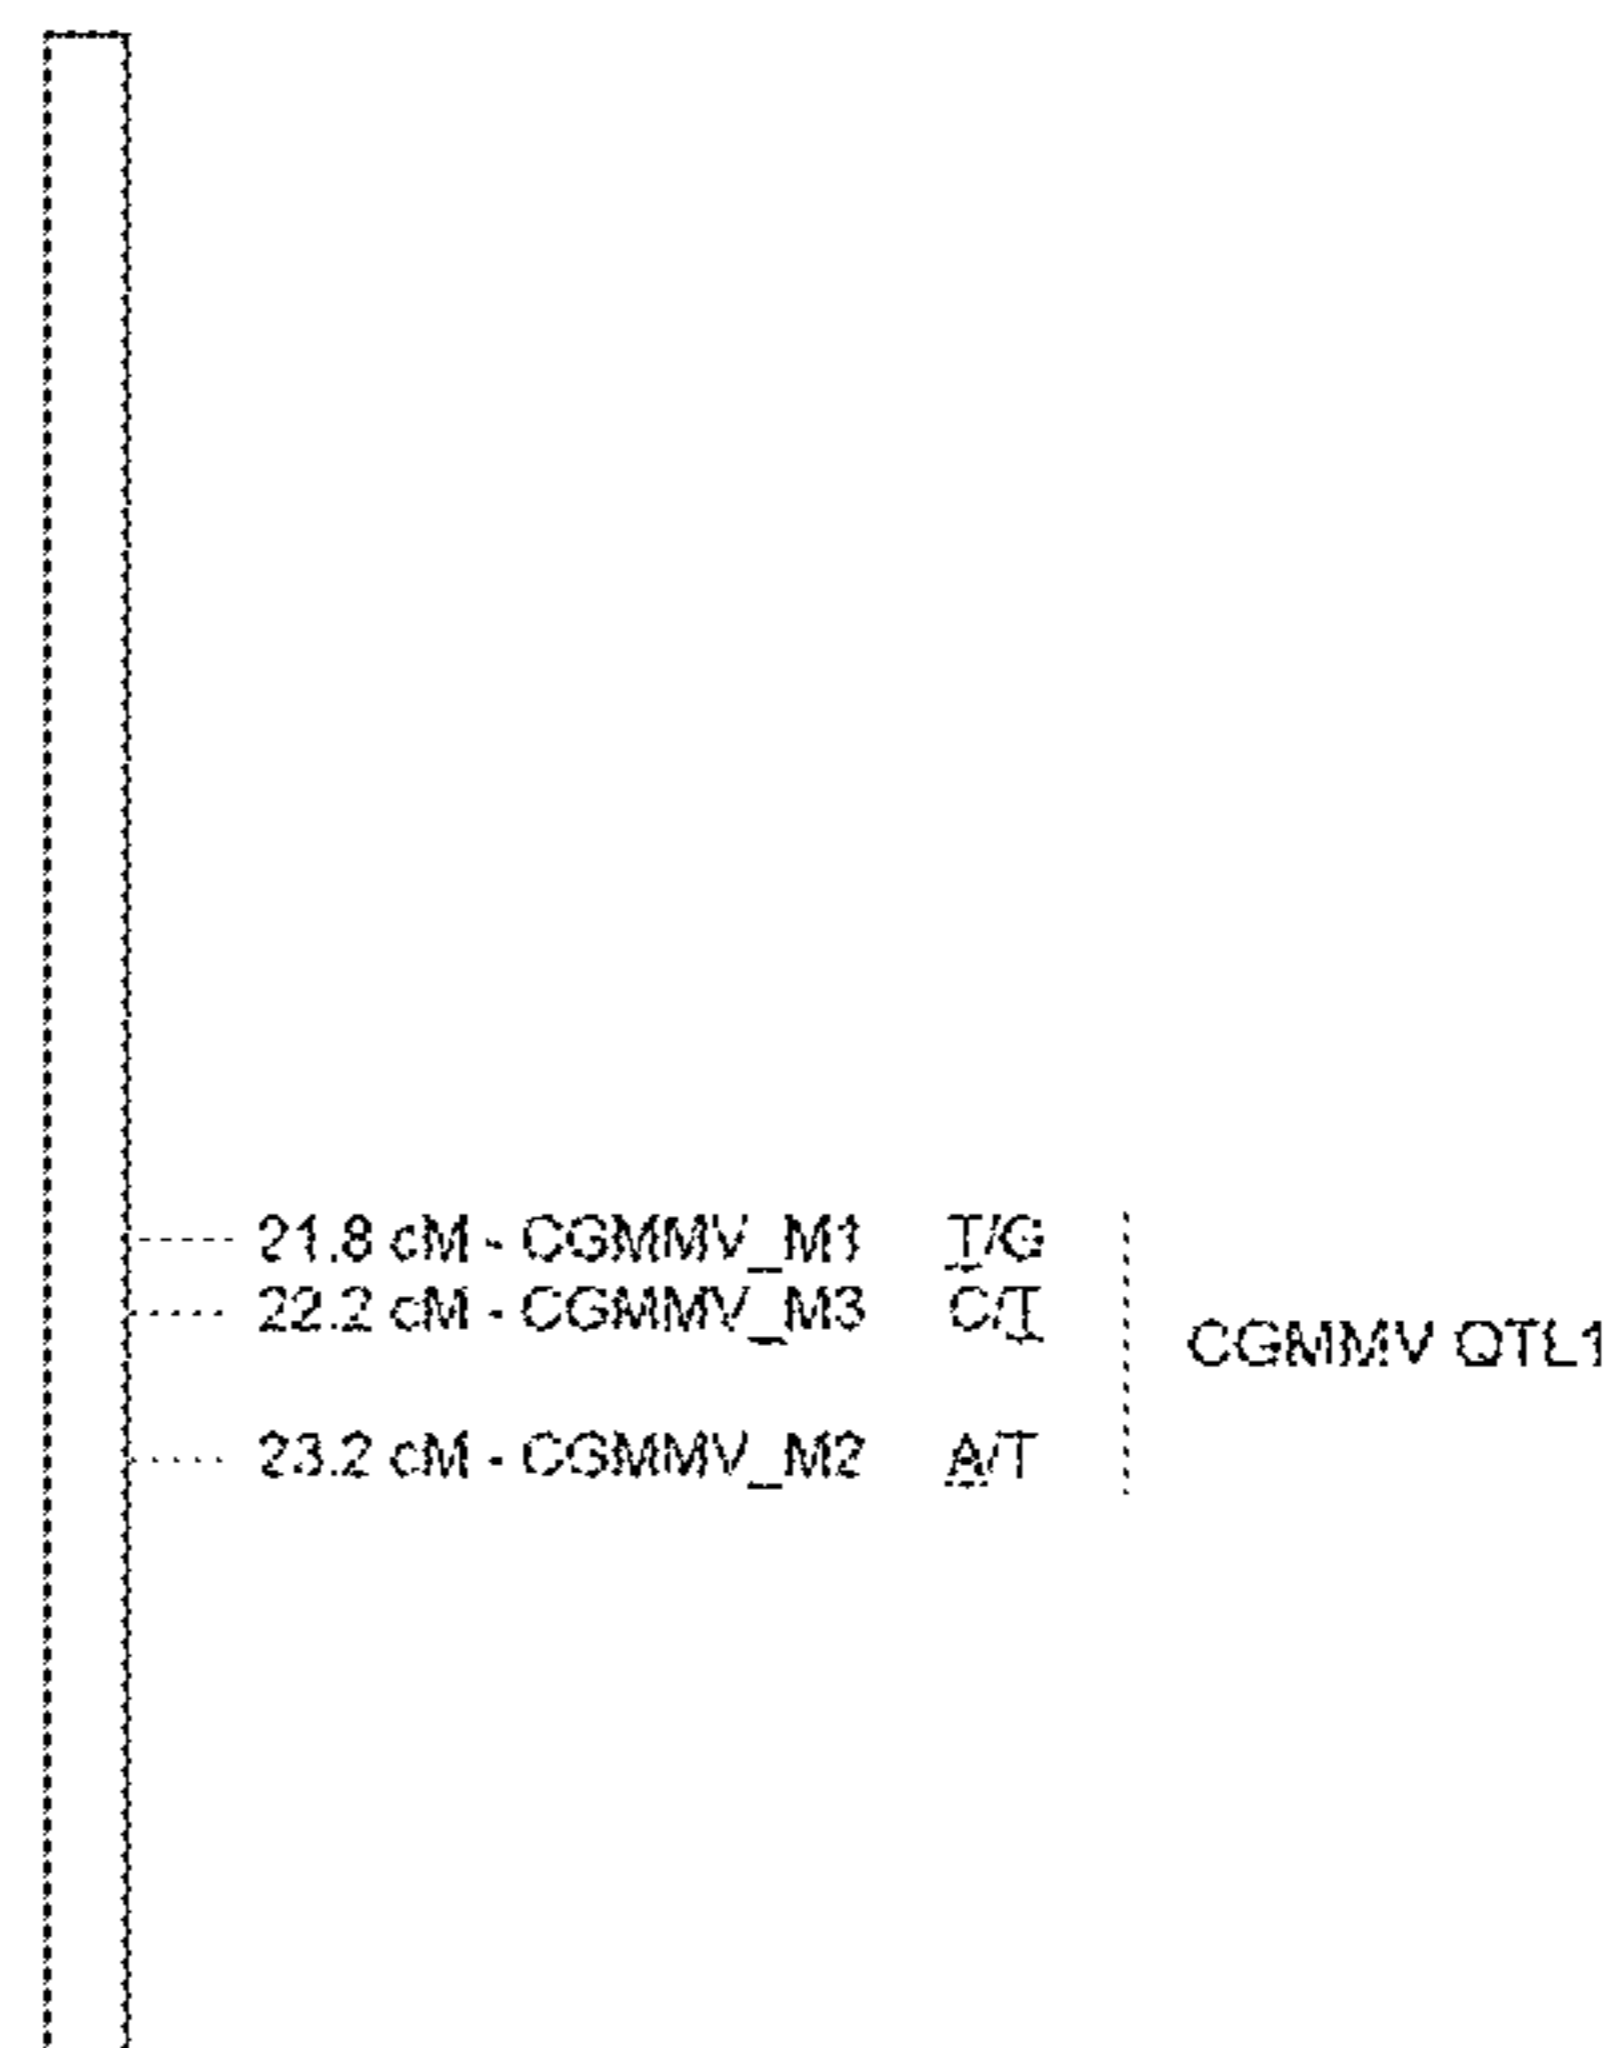 21.8 cM - CGMMV_M1 T/G
22.2 cM - CGMMV_M3 C/T
CGMMV QTL1
23.2 cM - CGMMV_M2 A/T